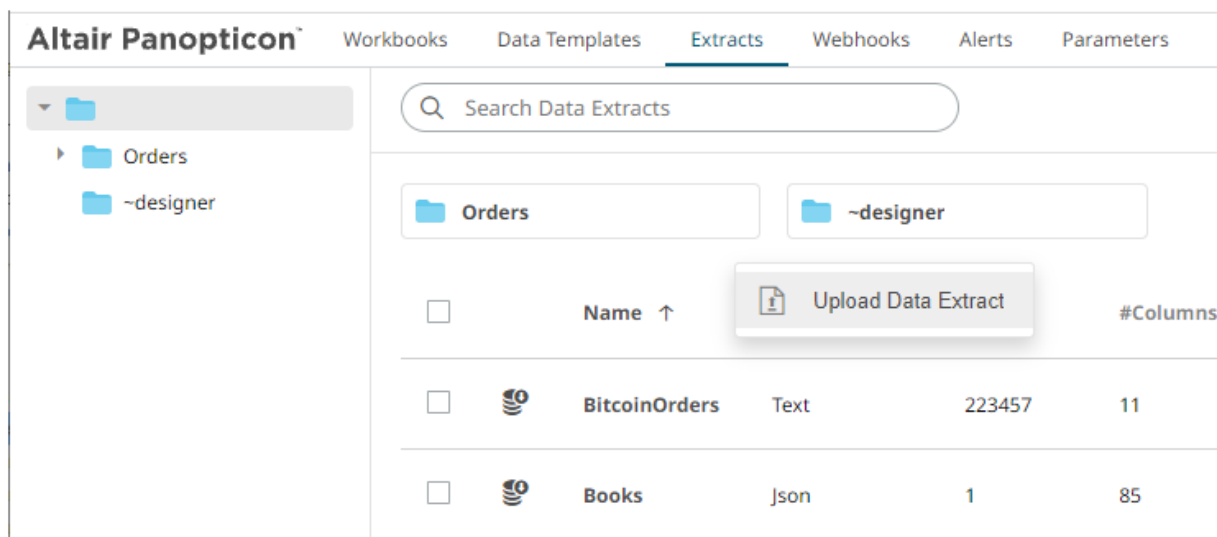 Altair Panopticon™ Workbooks Data Templates Extracts Webhooks Alerts Parameters
Search Data Extracts
Orders
~designer
Orders ~designer
Upload Data Extract
Name ↑ #Columns
BitcoinOrders Text 223457 11
Books Json 1 85